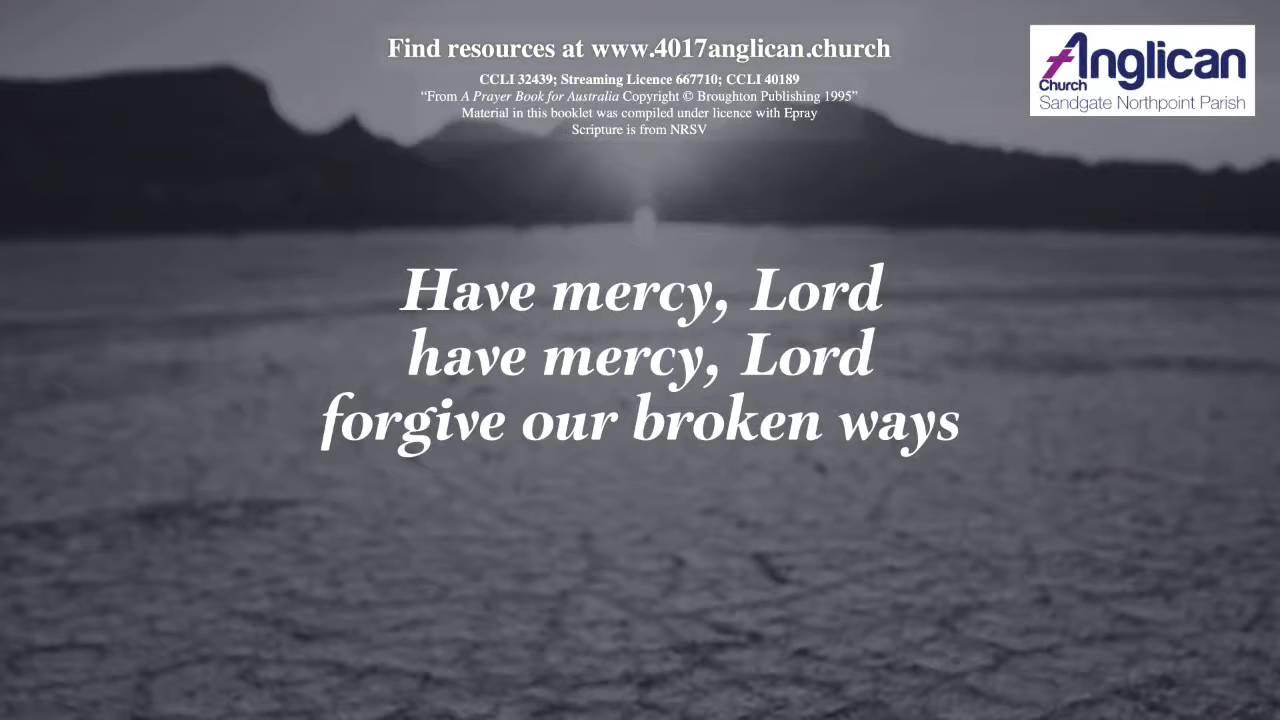 Find resources at www.4017anglican.church
CCLI 32439; Streaming Licence 667710; CCLI 40189
“From A Prayer Book for Australia Copyright © Broughton Publishing 1995”
Material in this booklet was compiled under licence with Epray
Scripture is from NRSV
Anglican
Church
Sandgate Northpoint Parish
Have mercy, Lord
have mercy, Lord
forgive our broken ways